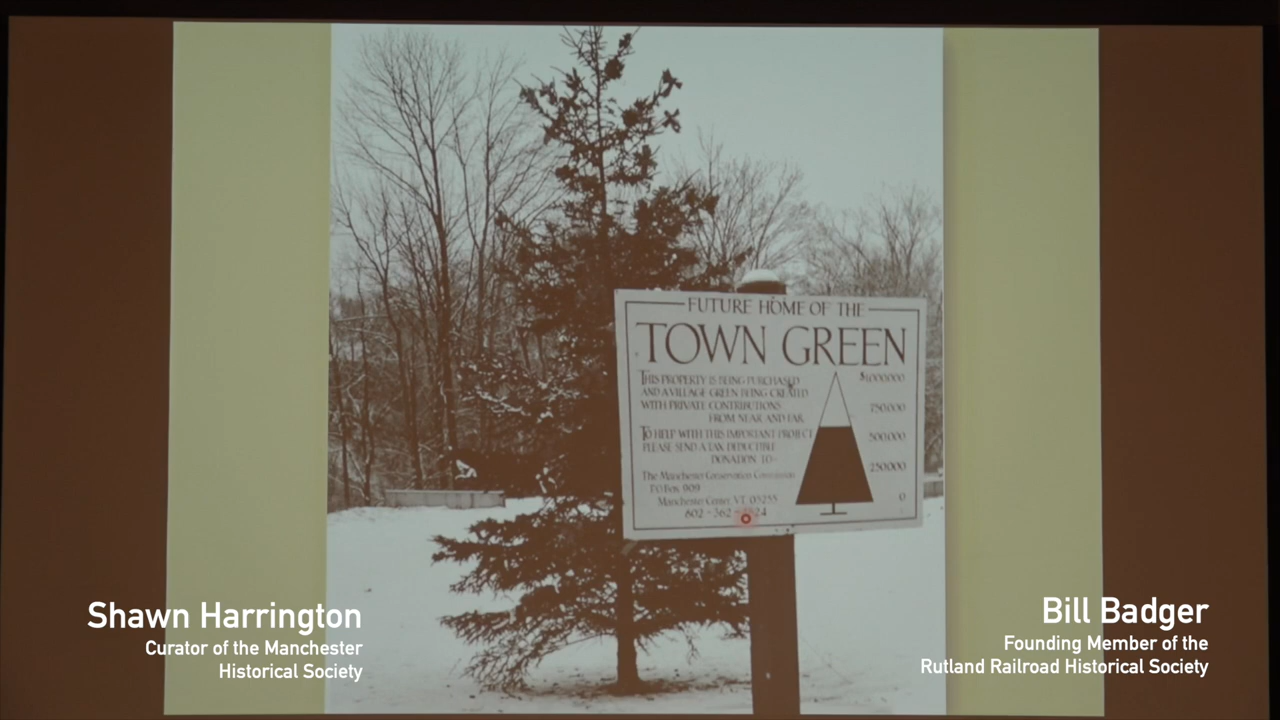 FUTURE HOME OF THE
TOWN GREEN
THIS PROPERTY IS BEING PURCHASED
AND A VILLAGE GREEN BEING CREATED
WITH PRIVATE CONTRIBUTIONS
FROM NEAR AND FAR.
TO HELP WITH THIS IMPORTANT PROJECT
PLEASE SEND A TAX DEDUCTIBLE
DONATION TO-
The Manchester Conservation Commission
P.O. Box 909
Manchester Center, VT 05255
802-362-
$1,000,000
750,000
500,000
250,000
0
Shawn Harrington
Curator of the Manchester
Historical Society
Bill Badger
Founding Member of the
Rutland Railroad Historical Society